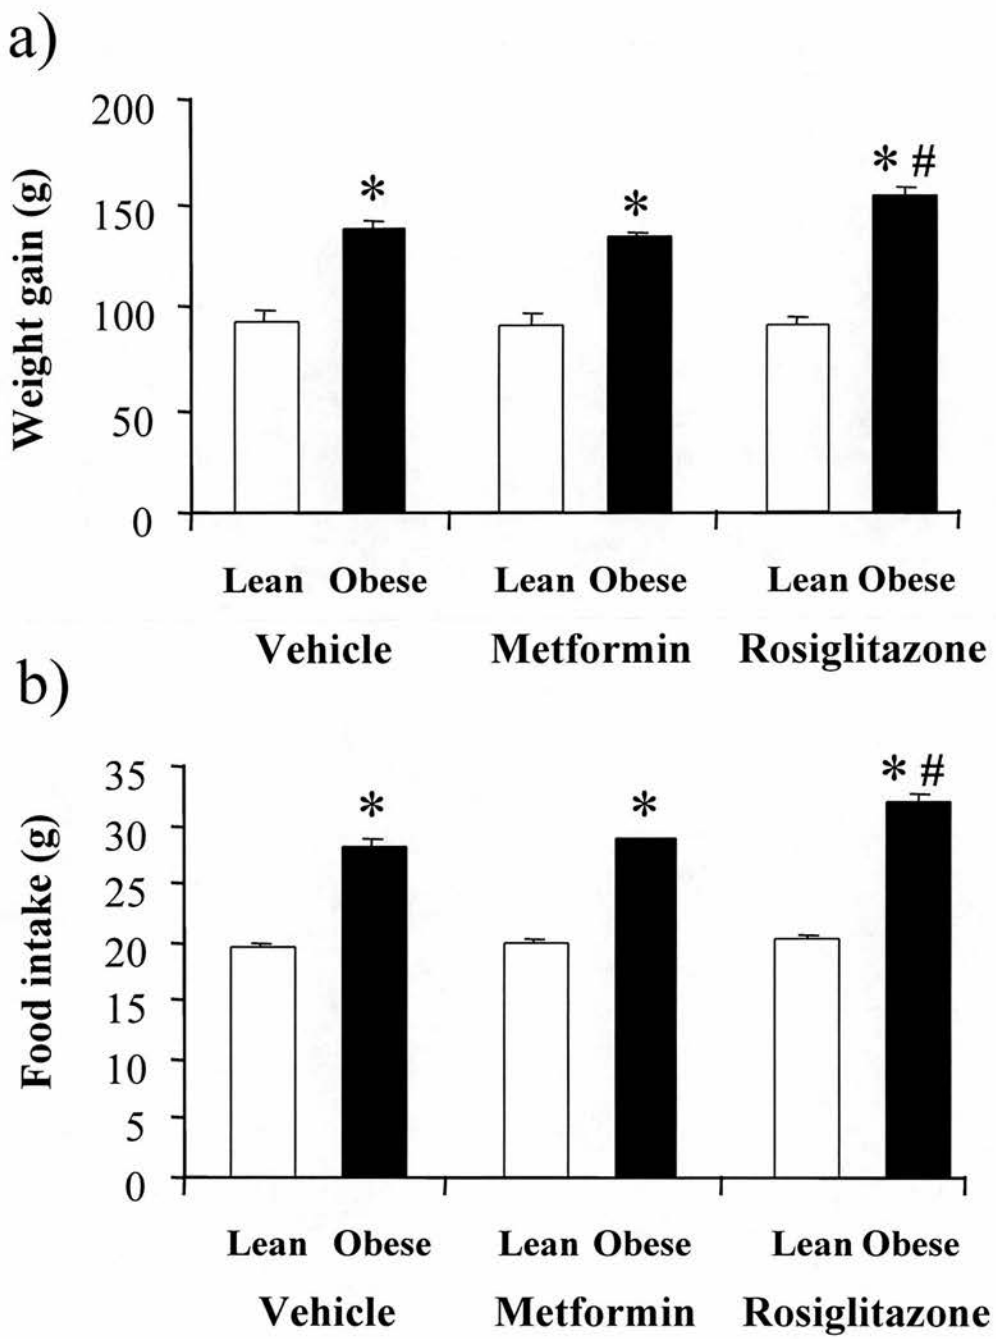 a)
200
150
100
50
0
Weight gain (g)
*
*
* #
Lean Obese Lean Obese Lean Obese
Vehicle Metformin Rosiglitazone
b)
35
30
25
20
15
10
5
0
Food intake (g)
*
*
* #
Lean Obese Lean Obese Lean Obese
Vehicle Metformin Rosiglitazone